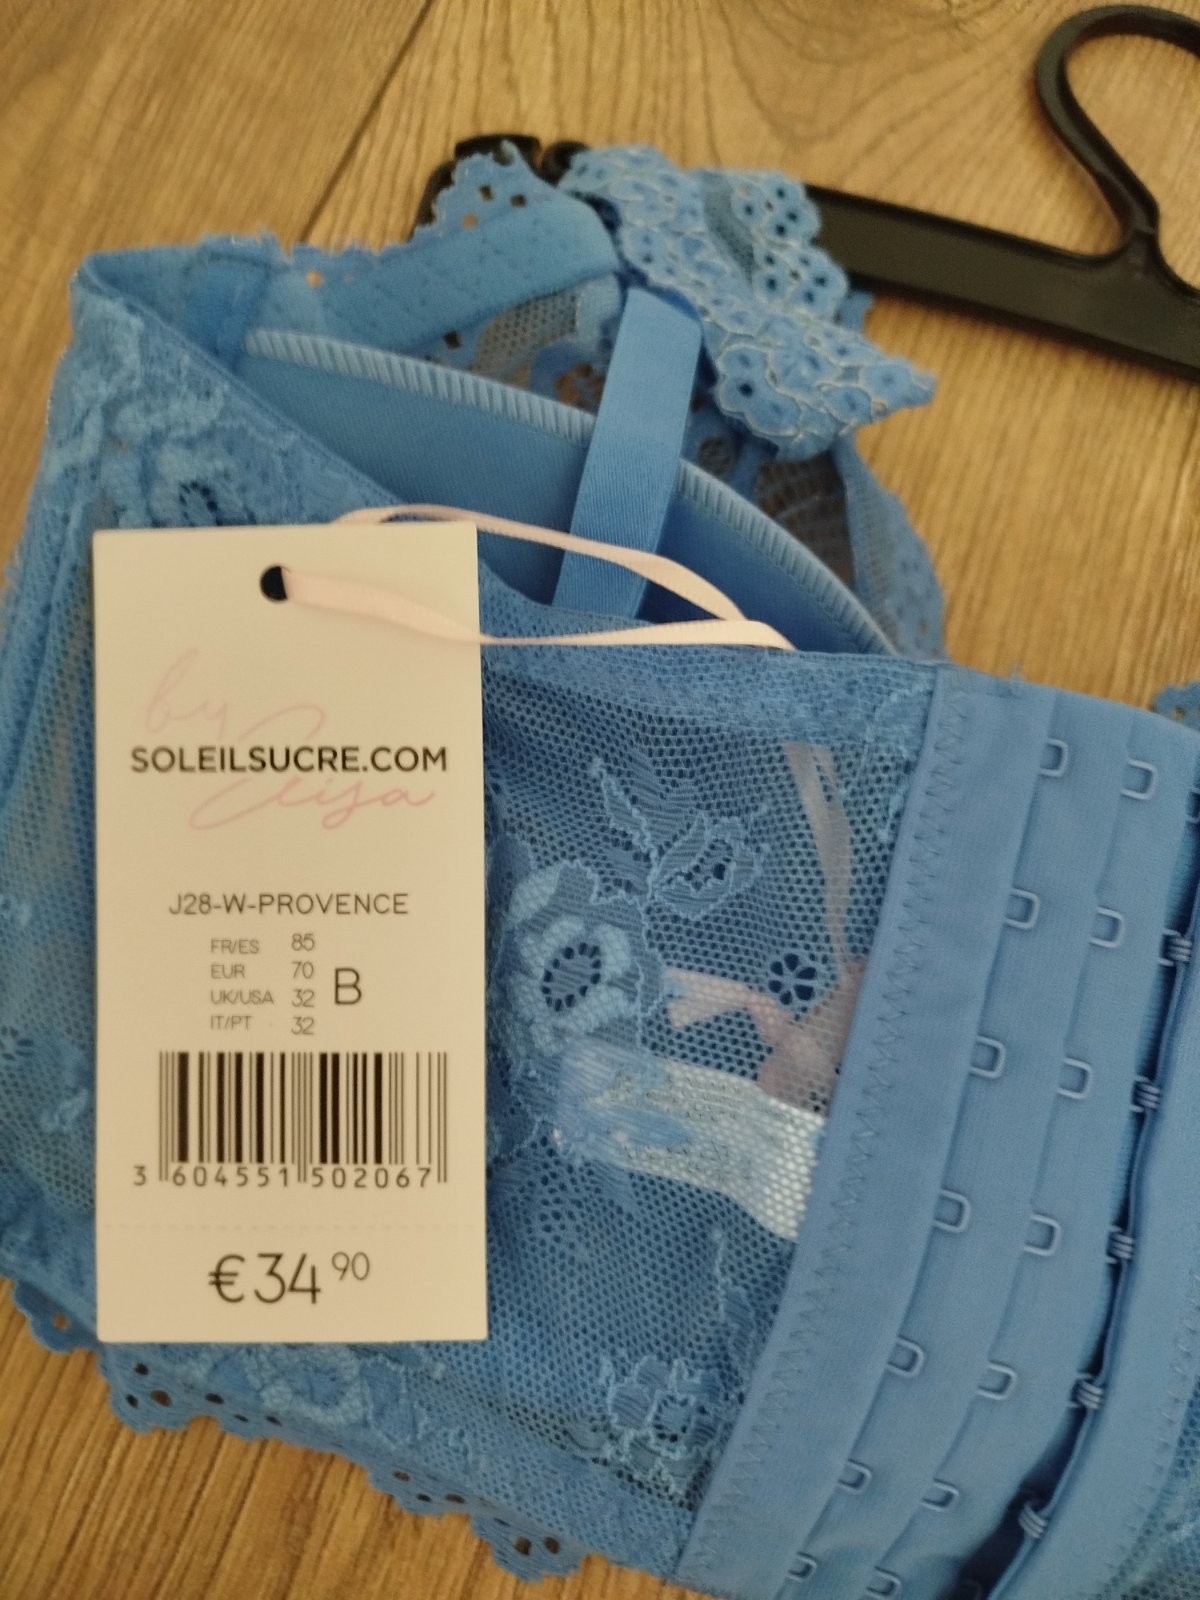 by
SOLEILSUCRE.COM
Elisa
J28-W-PROVENCE
FR/ES 85
EUR 70
UK/USA 32 B
IT/PT 32
3 604551 502067
€34 90